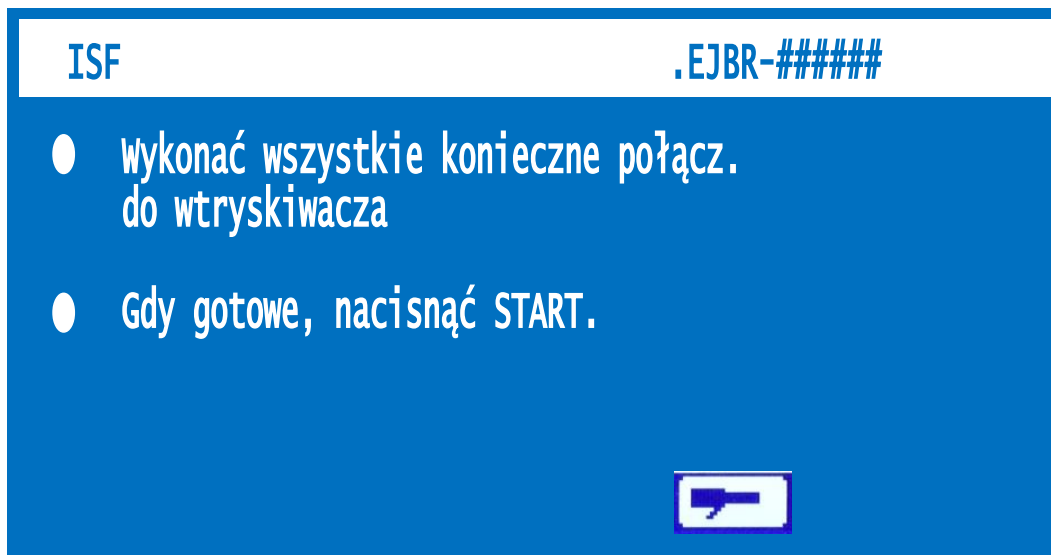 ISF .EJBR-######
Wykonać wszystkie konieczne połącz.
do wtryskiwacza
Gdy gotowe, nacisnąć START.